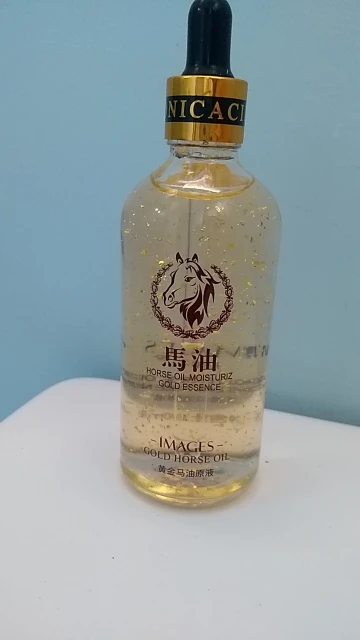 NICACI
馬油
HORSE OIL MOISTURIZ
GOLD ESSENCE
-IMAGES-
GOLD HORSE OIL
黄金马油原液